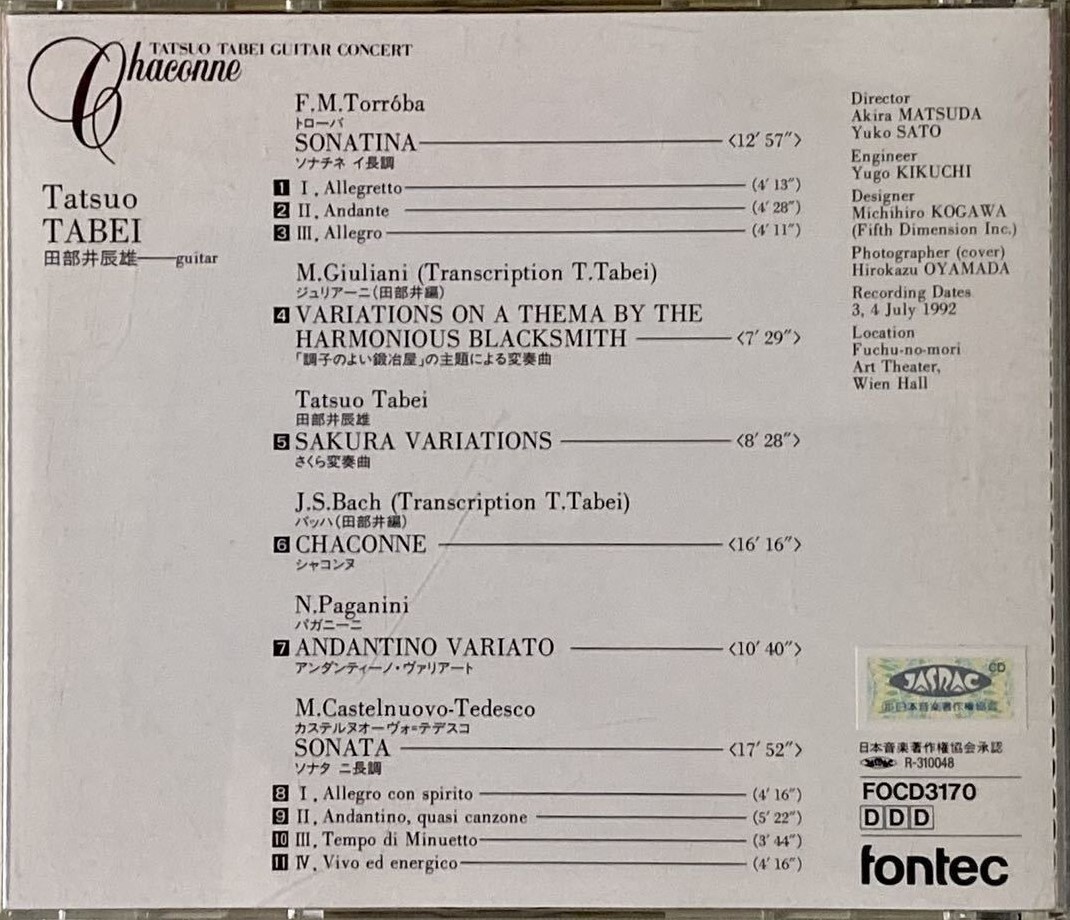 TATSUO TABEI GUITAR CONCERT
Chaconne
Tatsuo
TABEI
田部井辰雄——guitar
F.M.Torróba
トローバ
SONATINA 〈12′57″〉
ソナチネ イ長調
1 I. Allegretto (4′13″)
2 II. Andante (4′28″)
3 III. Allegro (4′11″)
M.Giuliani (Transcription T.Tabei)
ジュリアーニ(田部井編)
4 VARIATIONS ON A THEMA BY THE
HARMONIOUS BLACKSMITH 〈7′29″〉
「調子のよい鍛冶屋」の主題による変奏曲
Tatsuo Tabei
田部井辰雄
5 SAKURA VARIATIONS 〈8′28″〉
さくら変奏曲
J.S.Bach (Transcription T.Tabei)
バッハ(田部井編)
6 CHACONNE 〈16′16″〉
シャコンヌ
N.Paganini
パガニーニ
7 ANDANTINO VARIATO 〈10′40″〉
アンダンティーノ・ヴァリアート
M.Castelnuovo-Tedesco
カステルヌオーヴォ=テデスコ
SONATA 〈17′52″〉
ソナタ ニ長調
8 I. Allegro con spirito (4′16″)
9 II. Andantino, quasi canzone (5′22″)
10 III. Tempo di Minuetto (3′44″)
11 IV. Vivo ed energico (4′16″)
Director
Akira MATSUDA
Yuko SATO
Engineer
Yugo KIKUCHI
Designer
Michihiro KOGAWA
(Fifth Dimension Inc.)
Photographer (cover)
Hirokazu OYAMADA
Recording Dates
3, 4 July 1992
Location
Fuchu-no-mori
Art Theater,
Wien Hall
CD
JASRAC
日本音楽著作権協会
日本音楽著作権協会承認
JASRAC R-310048
FOCD3170
DDD
fontec